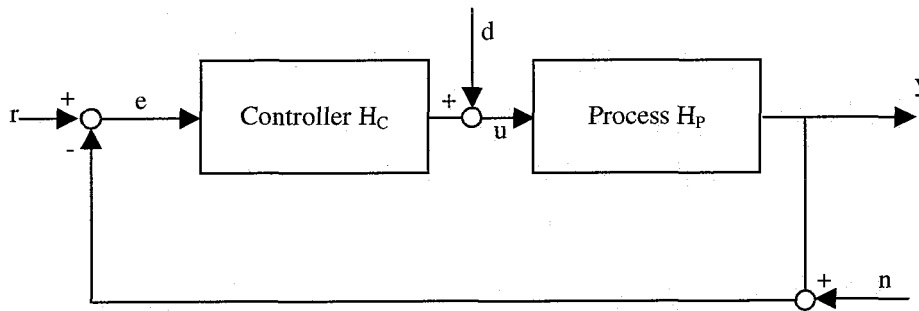 d
y
r
+
e
Controller H_C
+
u
Process H_P
-
+
n